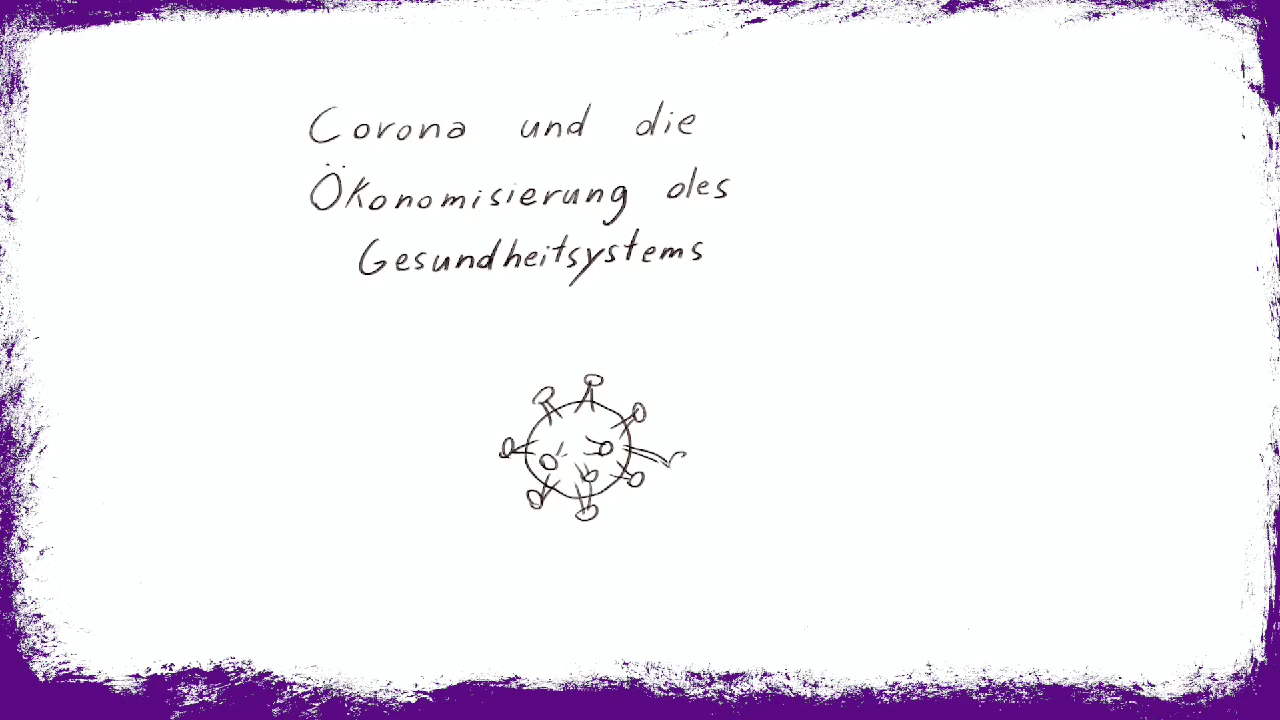 Corona und die
Ökonomisierung des
Gesundheitsystems